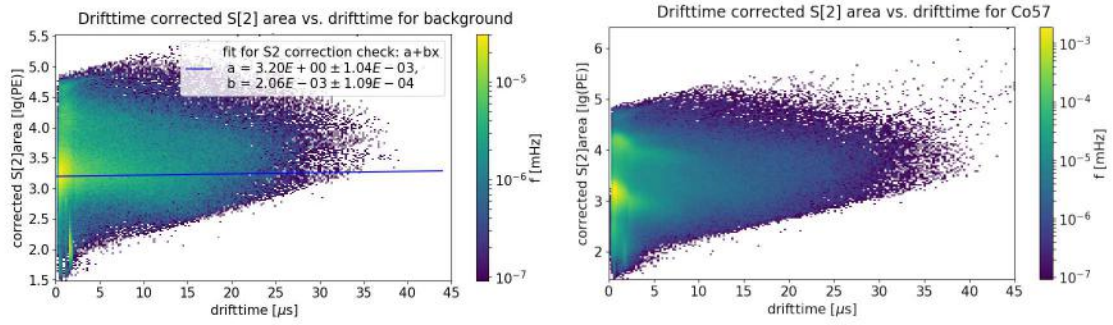 Drifttime corrected S[2] area vs. drifttime for background
corrected S[2]area [lg(PE)]
5.5
5.0
4.5
4.0
3.5
3.0
2.5
2.0
1.5
fit for S2 correction check: a+bx
a = 3.20E + 00 ± 1.04E − 03,
b = 2.06E − 03 ± 1.09E − 04
0 5 10 15 20 25 30 35 40 45
drifttime [μs]
10⁻⁵
10⁻⁶
10⁻⁷
f [mHz]
Drifttime corrected S[2] area vs. drifttime for Co57
corrected S[2]area [lg(PE)]
6
5
4
3
2
0 5 10 15 20 25 30 35 40 45
drifttime [μs]
10⁻³
10⁻⁴
10⁻⁵
10⁻⁶
10⁻⁷
f [mHz]